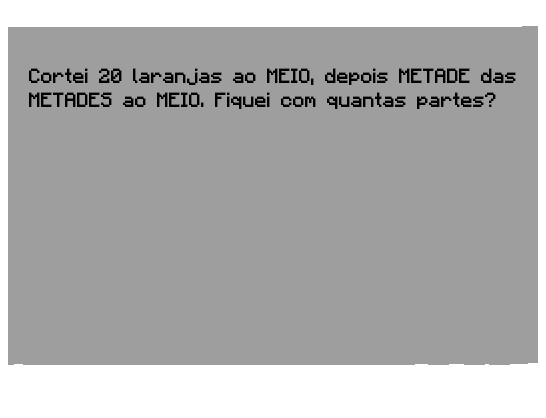 Cortei 20 laranjas ao MEIO, depois METADE das
METADES ao MEIO. Fiquei com quantas partes?